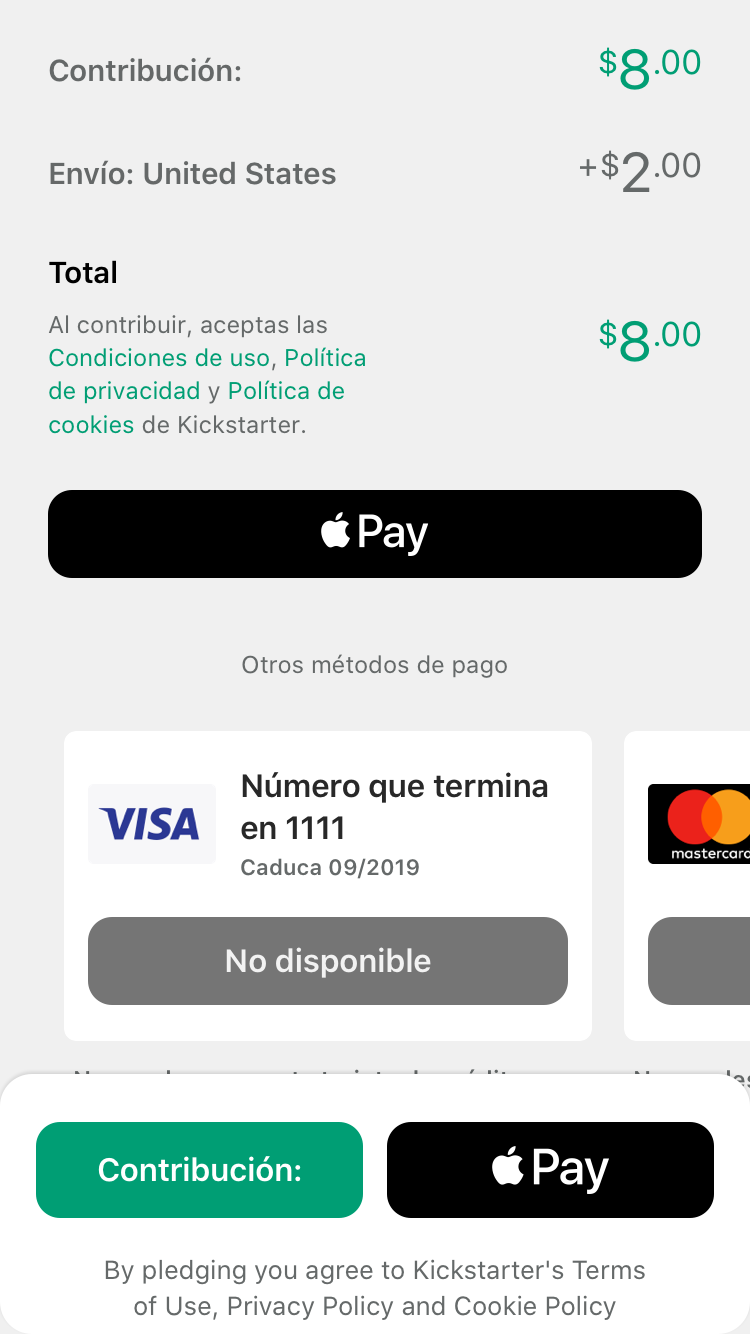 Contribución:
$8.00
Envío: United States
+$2.00
Total
Al contribuir, aceptas las
Condiciones de uso, Política
de privacidad y Política de
cookies de Kickstarter.
$8.00
Pay
Otros métodos de pago
VISA
Número que termina
en 1111
Caduca 09/2019
No disponible
mastercard
Contribución:
Pay
By pledging you agree to Kickstarter's Terms
of Use, Privacy Policy and Cookie Policy